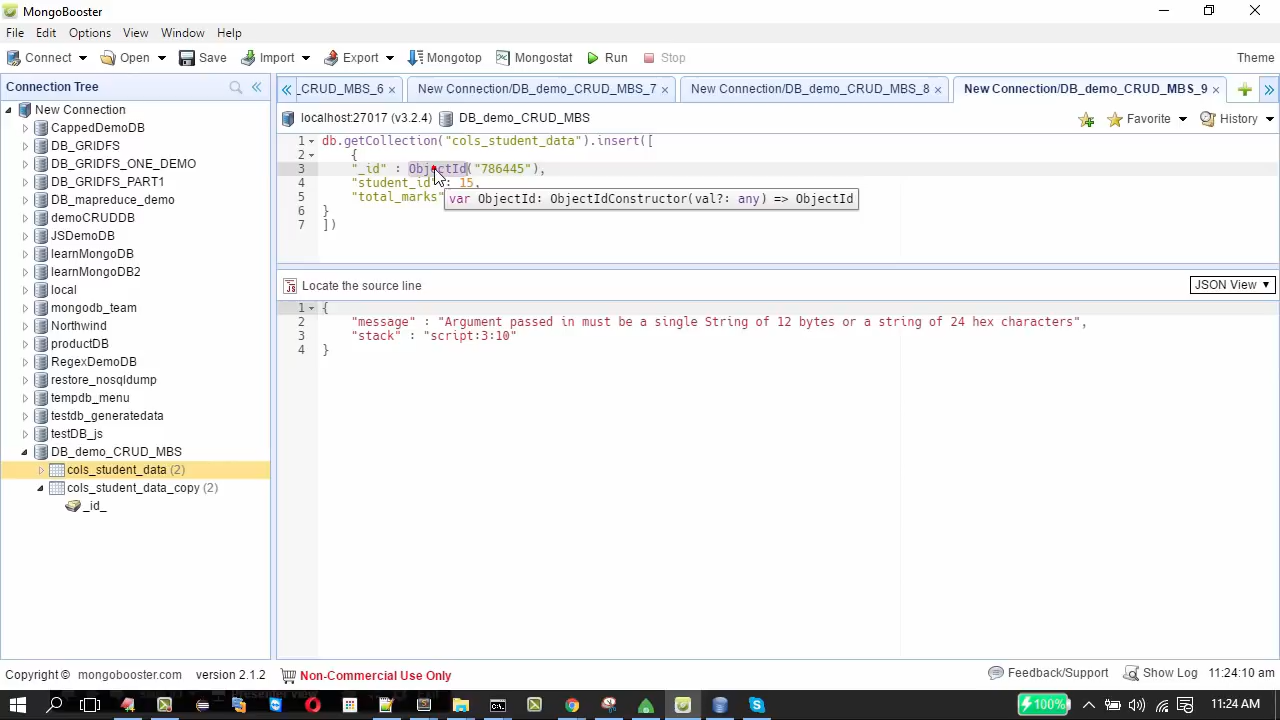 MongoBooster
File Edit Options View Window Help
Connect Open Save Import Export Mongotop Mongostat Run Stop Theme
Connection Tree
_CRUD_MBS_6 × New Connection/DB_demo_CRUD_MBS_7 × New Connection/DB_demo_CRUD_MBS_8 × New Connection/DB_demo_CRUD_MBS_9 ×
localhost:27017 (v3.2.4) DB_demo_CRUD_MBS Favorite History
New Connection
CappedDemoDB
DB_GRIDFS
DB_GRIDFS_ONE_DEMO
DB_GRIDFS_PART1
DB_mapreduce_demo
demoCRUDDB
JSDemoDB
learnMongoDB
learnMongoDB2
local
mongodb_team
Northwind
productDB
RegexDemoDB
restore_nosqldump
tempdb_menu
testdb_generatedata
testDB_js
DB_demo_CRUD_MBS
cols_student_data (2)
cols_student_data_copy (2)
_id_
1 db.getCollection("cols_student_data").insert([
2 {
3 "_id" : ObjectId("786445"),
4 "student_id" : 15,
5 "total_marks"
var ObjectId: ObjectIdConstructor(val?: any) => ObjectId
6 }
7 ])
Locate the source line JSON View
1 {
2 "message" : "Argument passed in must be a single String of 12 bytes or a string of 24 hex characters",
3 "stack" : "script:3:10"
4 }
Copyright © mongobooster.com version 2.1.2 Non-Commercial Use Only Feedback/Support Show Log 11:24:10 am
100% 11:24 AM